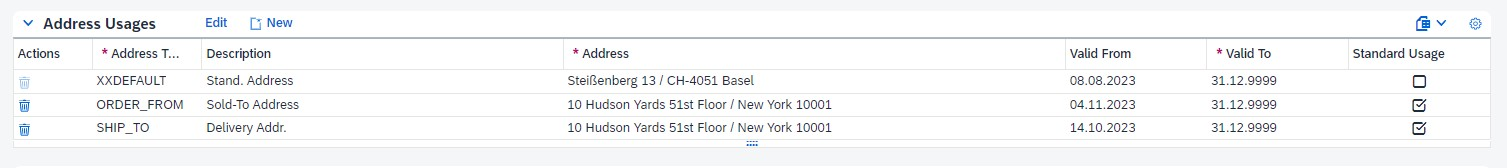 Address Usages Edit New
Actions * Address T... Description * Address Valid From * Valid To Standard Usage
XXDEFAULT Stand. Address Steißenberg 13 / CH-4051 Basel 08.08.2023 31.12.9999
ORDER_FROM Sold-To Address 10 Hudson Yards 51st Floor / New York 10001 04.11.2023 31.12.9999
SHIP_TO Delivery Addr. 10 Hudson Yards 51st Floor / New York 10001 14.10.2023 31.12.9999